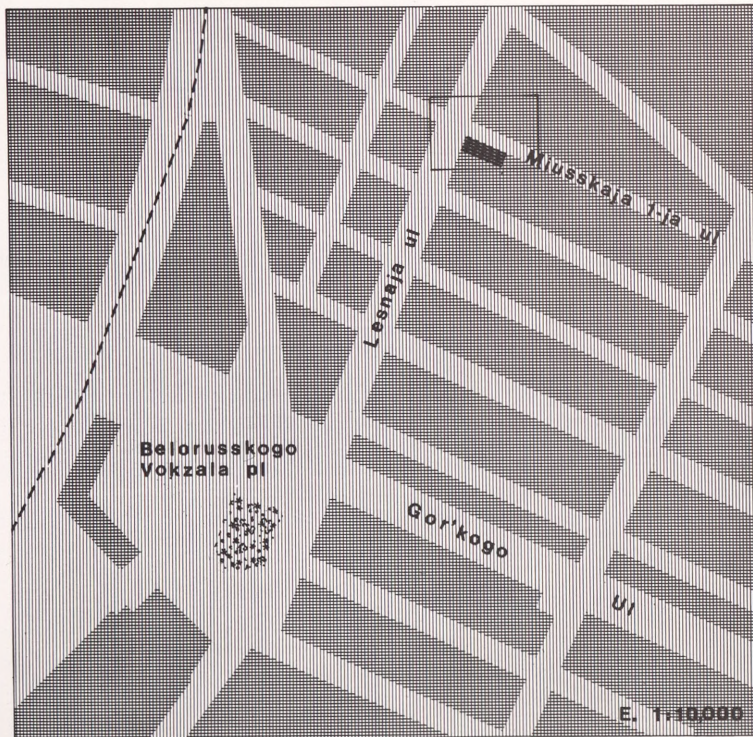 Miusskaja 1-ja ul
Lesnaja ul
Belorusskogo
Vokzala pl
Gor'kogo
Ul
E. 1:10,000